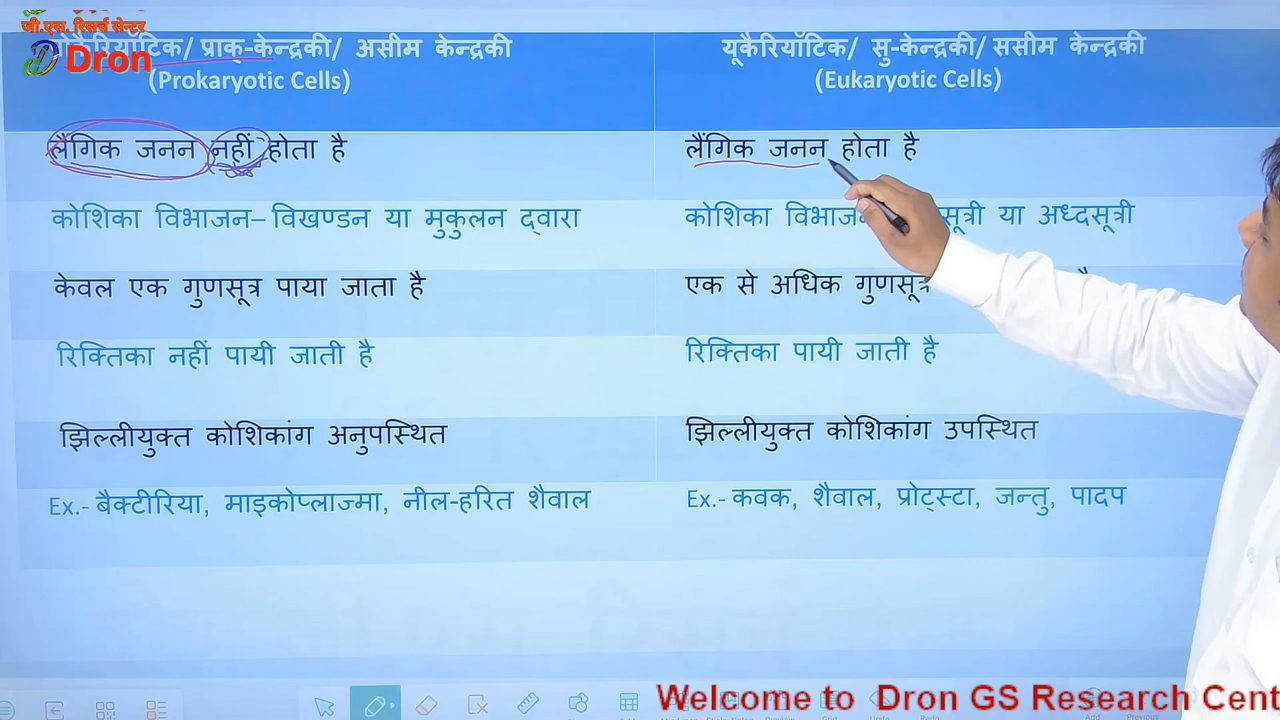 जी.एस. रिसर्च सेन्टर
Dron
प्राक्-केन्द्रकी/ असीम केन्द्रकी
(Prokaryotic Cells)
यूकैरियॉटिक/ सु-केन्द्रकी/ ससीम केन्द्रकी
(Eukaryotic Cells)
लैंगिक जनन नहीं होता है
लैंगिक जनन होता है
कोशिका विभाजन– विखण्डन या मुकुलन द्वारा
कोशिका या अर्ध्दसूत्री
केवल एक गुणसूत्र पाया जाता है
एक से अधिक गुणसूत्र
रिक्तिका नहीं पायी जाती है
रिक्तिका पायी जाती है
झिल्लीयुक्त कोशिकांग अनुपस्थित
झिल्लीयुक्त कोशिकांग उपस्थित
Ex.- बैक्टीरिया, माइकोप्लाज्मा, नील-हरित शैवाल
Ex.- कवक, शैवाल, प्रोट्स्टा, जन्तु, पादप
Welcome to Dron GS Research Cent